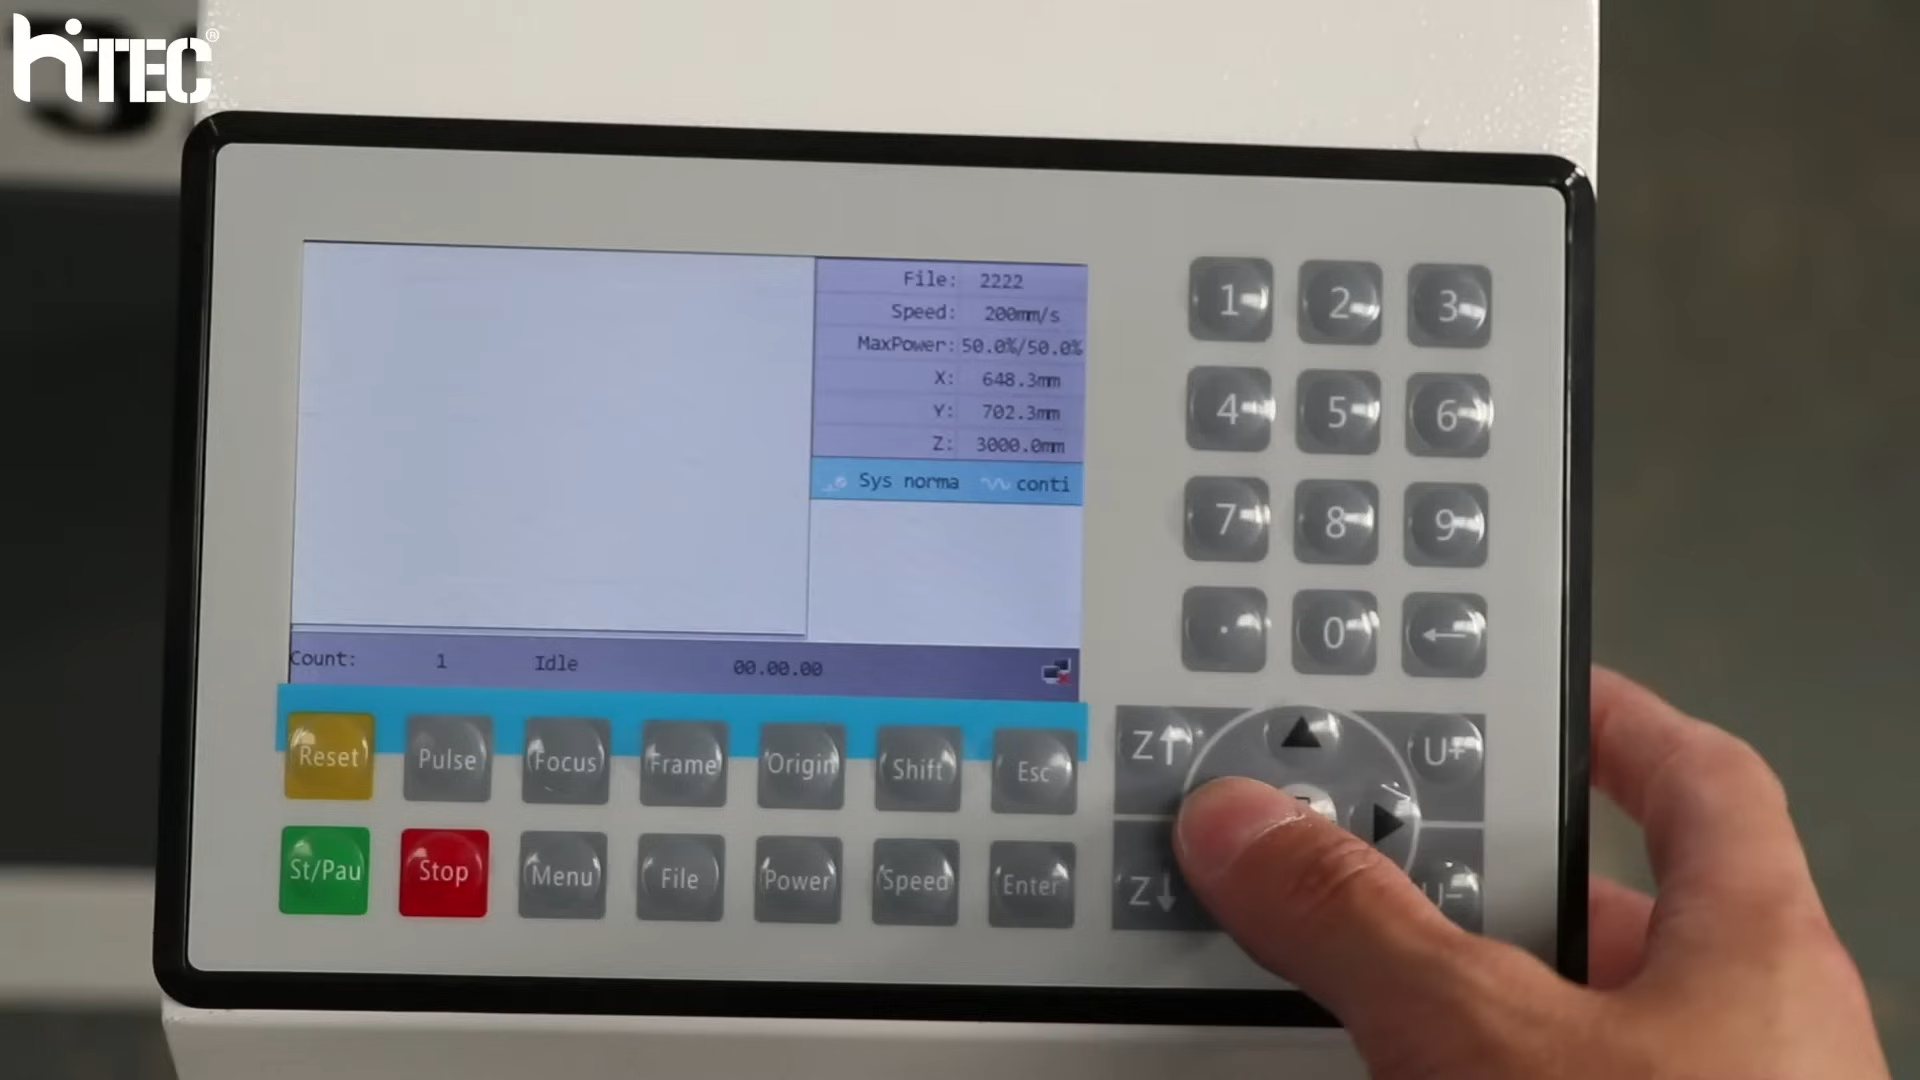 hiTEC®
File: 2222
Speed: 200mm/s
MaxPower: 50.0%/50.0%
X: 648.3mm
Y: 702.3mm
Z: 3000.0mm
Sys norma conti
Count: 1 Idle 00.00.00
1 2 3
4 5 6
7 8 9
. 0 ←
Reset Pulse Focus Frame Origin Shift Esc
St/Pau Stop Menu File Power Speed Enter
Z↑ ▲ U+
▶
Z↓ U-